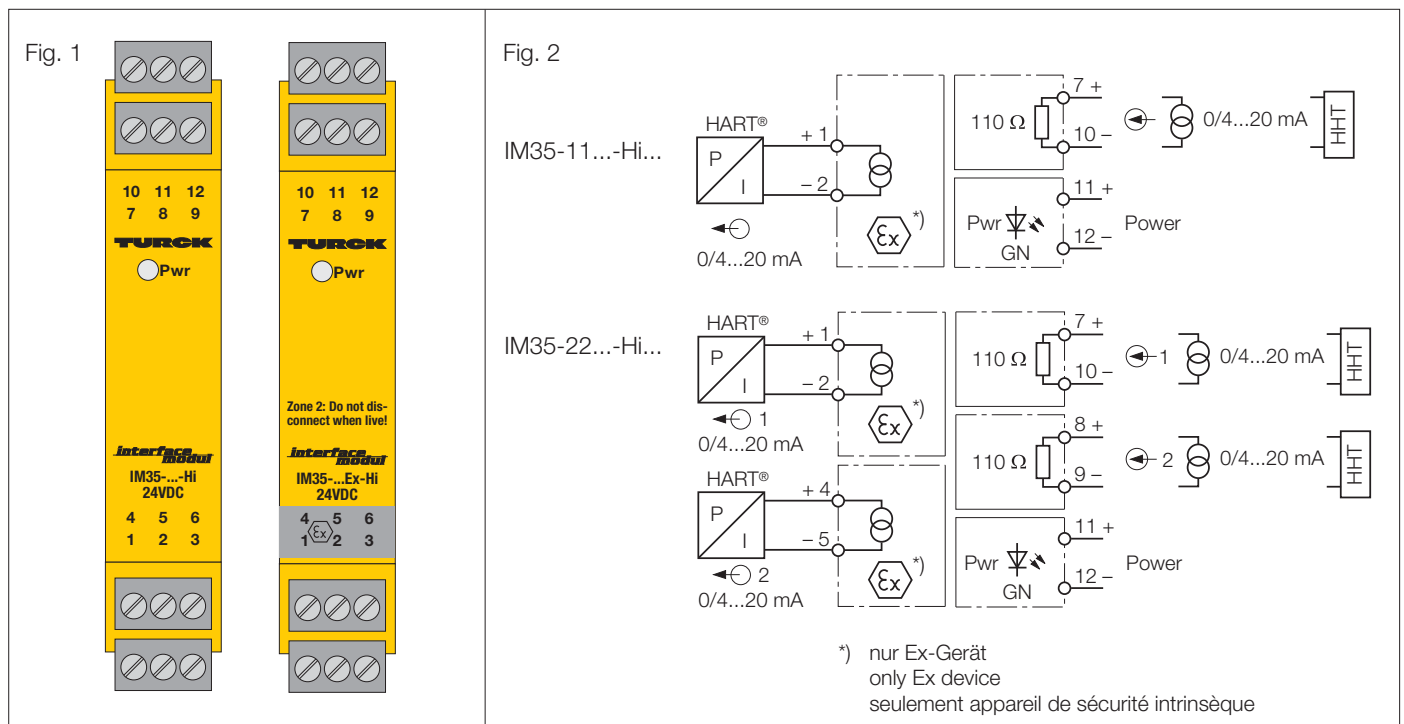 Fig. 1
10 11 12
7 8 9
TURCK
Pwr
interface
modul
IM35-...-Hi
24VDC
4 5 6
1 2 3
10 11 12
7 8 9
TURCK
Pwr
Zone 2: Do not dis-
connect when live!
interface
modul
IM35-...Ex-Hi
24VDC
4 5 6
εx
1 2 3
Fig. 2
IM35-11...-Hi...
HART®
P
I
+ 1
– 2
0/4...20 mA
εx *)
110 Ω
7 +
10 –
0/4...20 mA
HHT
Pwr
GN
11 +
12 –
Power
IM35-22...-Hi...
HART®
P
I
+ 1
– 2
1
0/4...20 mA
εx *)
110 Ω
7 +
10 –
1
0/4...20 mA
HHT
HART®
P
I
+ 4
– 5
2
0/4...20 mA
εx *)
110 Ω
8 +
9 –
2
0/4...20 mA
HHT
Pwr
GN
11 +
12 –
Power
*) nur Ex-Gerät
only Ex device
seulement appareil de sécurité intrinsèque